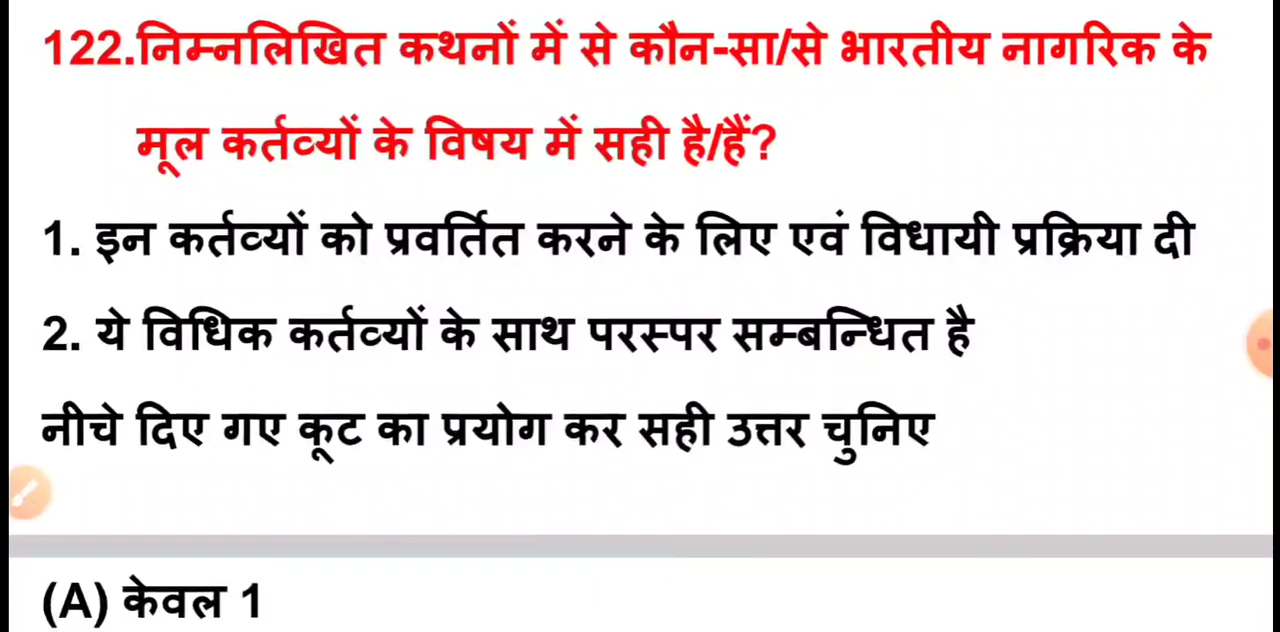 122.निम्नलिखित कथनों में से कौन-सा/से भारतीय नागरिक के
मूल कर्तव्यों के विषय में सही है/हैं?
1. इन कर्तव्यों को प्रवर्तित करने के लिए एवं विधायी प्रक्रिया दी
2. ये विधिक कर्तव्यों के साथ परस्पर सम्बन्धित है
नीचे दिए गए कूट का प्रयोग कर सही उत्तर चुनिए
(A) केवल 1